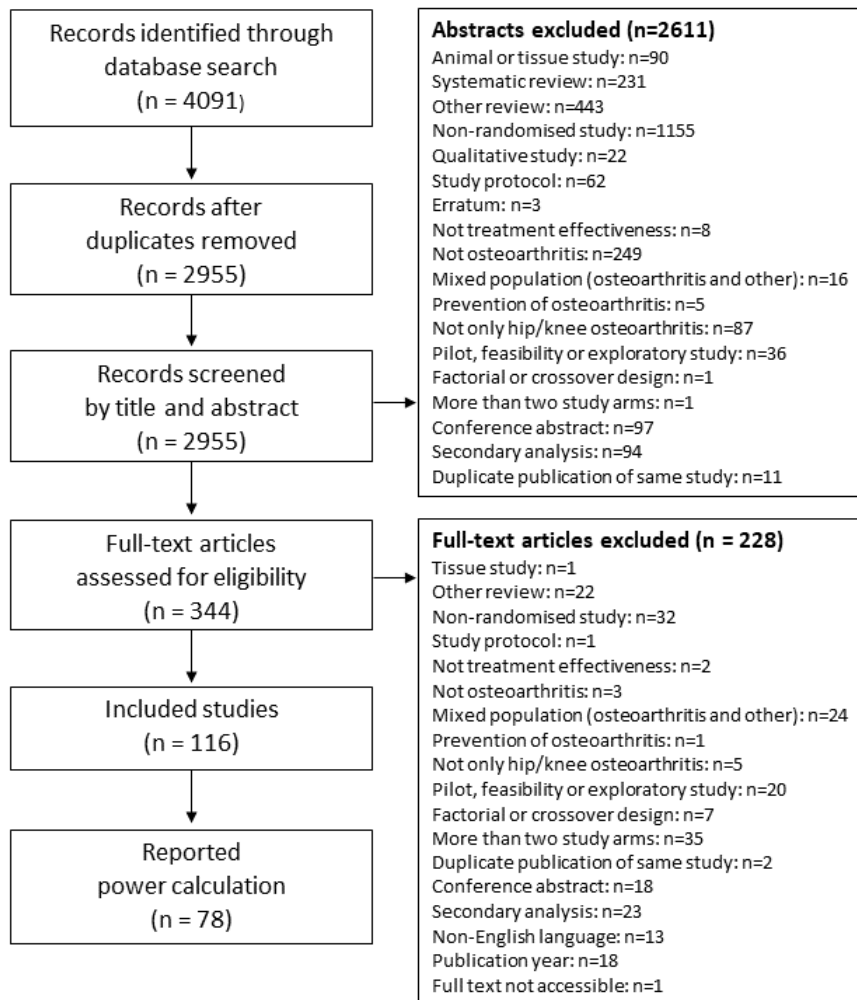 Records identified through
database search
(n = 4091)
Records after
duplicates removed
(n = 2955)
Records screened
by title and abstract
(n = 2955)
Abstracts excluded (n=2611)
Animal or tissue study: n=90
Systematic review: n=231
Other review: n=443
Non-randomised study: n=1155
Qualitative study: n=22
Study protocol: n=62
Erratum: n=3
Not treatment effectiveness: n=8
Not osteoarthritis: n=249
Mixed population (osteoarthritis and other): n=16
Prevention of osteoarthritis: n=5
Not only hip/knee osteoarthritis: n=87
Pilot, feasibility or exploratory study: n=36
Factorial or crossover design: n=1
More than two study arms: n=1
Conference abstract: n=97
Secondary analysis: n=94
Duplicate publication of same study: n=11
Full-text articles
assessed for eligibility
(n = 344)
Full-text articles excluded (n = 228)
Tissue study: n=1
Other review: n=22
Non-randomised study: n=32
Study protocol: n=1
Not treatment effectiveness: n=2
Not osteoarthritis: n=3
Mixed population (osteoarthritis and other): n=24
Prevention of osteoarthritis: n=1
Not only hip/knee osteoarthritis: n=5
Pilot, feasibility or exploratory study: n=20
Factorial or crossover design: n=7
More than two study arms: n=35
Duplicate publication of same study: n=2
Conference abstract: n=18
Secondary analysis: n=23
Non-English language: n=13
Publication year: n=18
Full text not accessible: n=1
Included studies
(n = 116)
Reported
power calculation
(n = 78)